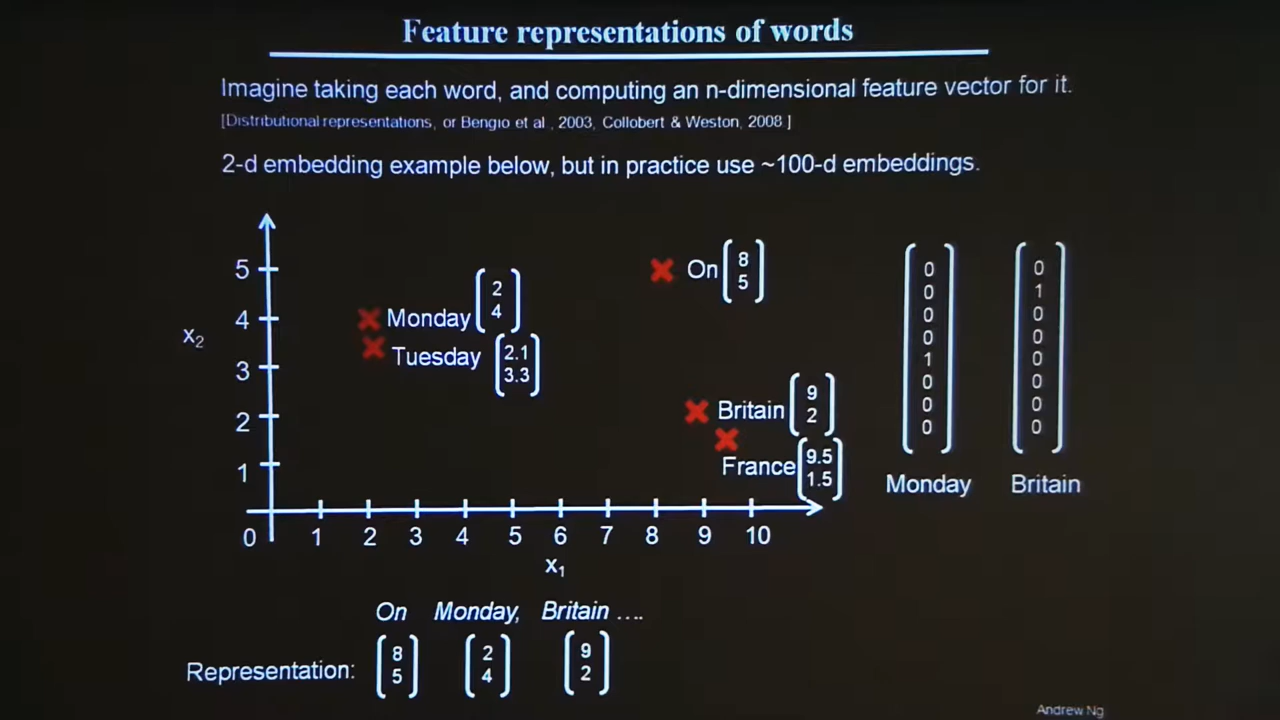 Feature representations of words
Imagine taking each word, and computing an n-dimensional feature vector for it.
[Distributional representations, or Bengio et al., 2003, Collobert & Weston, 2008 ]
2-d embedding example below, but in practice use ~100-d embeddings.
x2
5
4
3
2
1
0
1 2 3 4 5 6 7 8 9 10
x1
Monday
2
4
Tuesday
2.1
3.3
On
8
5
Britain
9
2
France
9.5
1.5
0
0
0
0
1
0
0
0
Monday
0
1
0
0
0
0
0
0
Britain
On Monday, Britain ....
Representation:
8
5
2
4
9
2
Andrew Ng